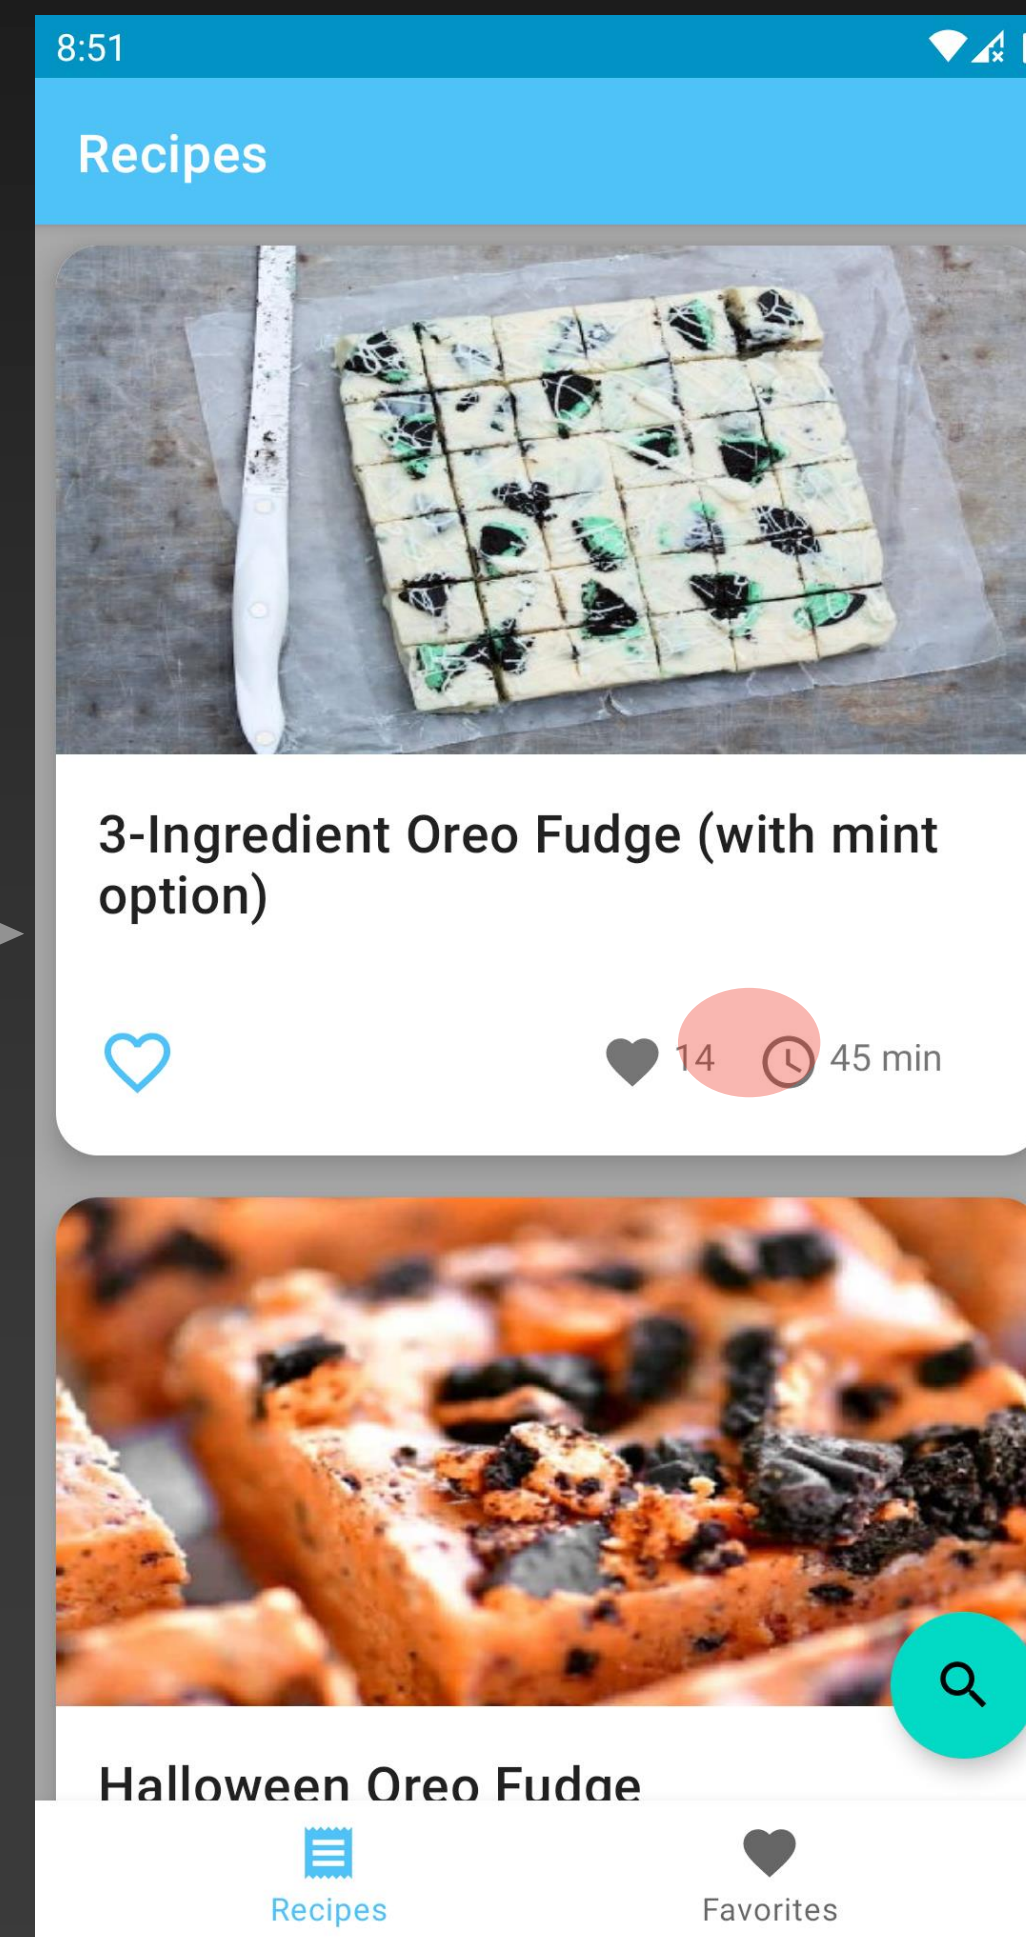 8:51
Recipes
3-Ingredient Oreo Fudge (with mint
option)
14 45 min
Halloween Oreo Fudge
Recipes Favorites